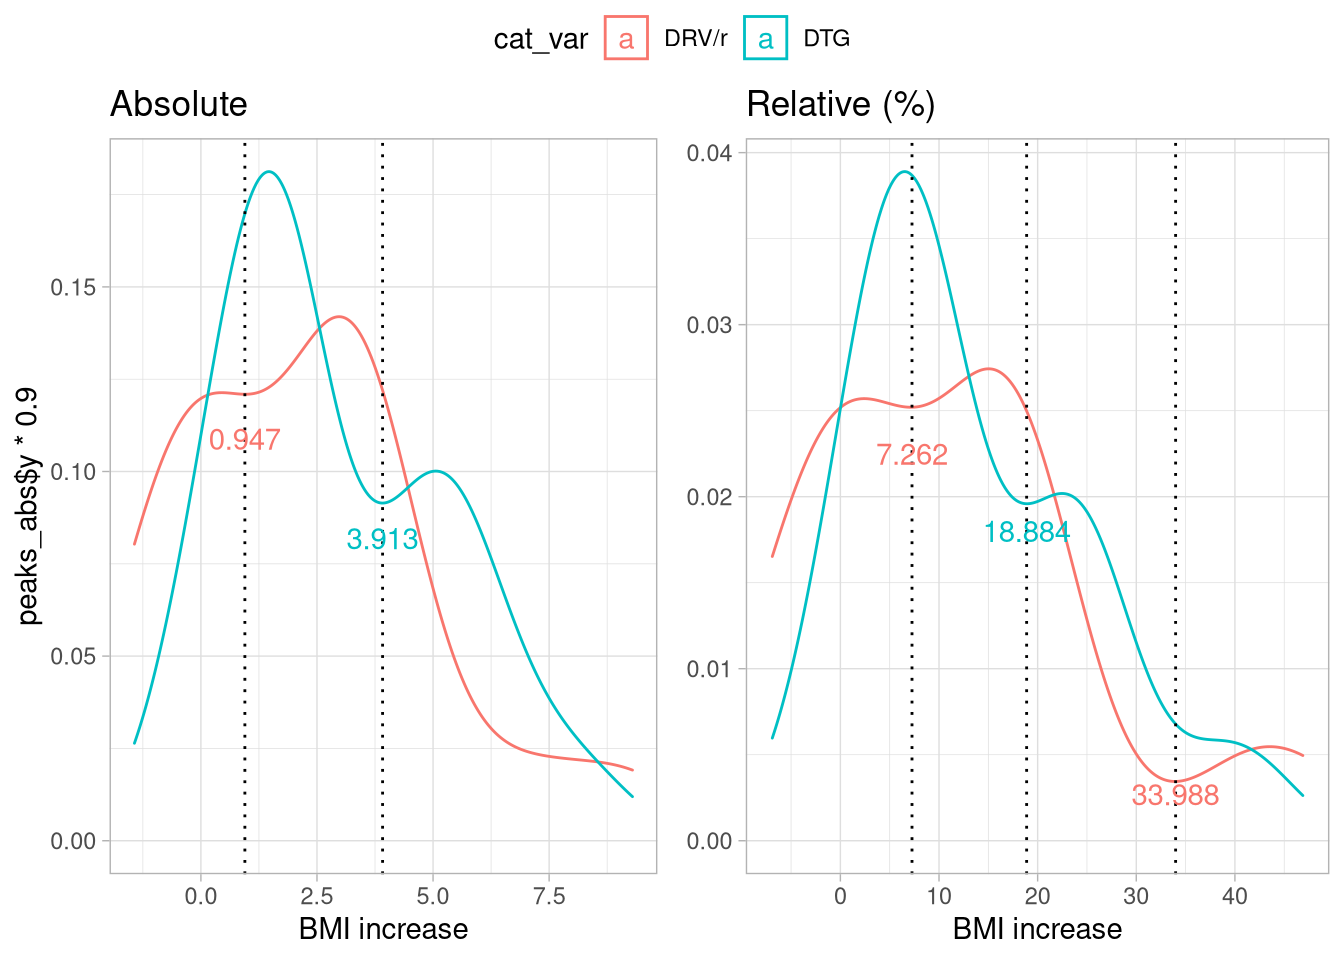 cat_var a DRV/r a DTG
Absolute
Relative (%)
peaks_abs$y * 0.9
0.15
0.10
0.05
0.00
0.947
3.913
0.0 2.5 5.0 7.5
BMI increase
0.04
0.03
0.02
0.01
0.00
7.262
18.884
33.988
0 10 20 30 40
BMI increase